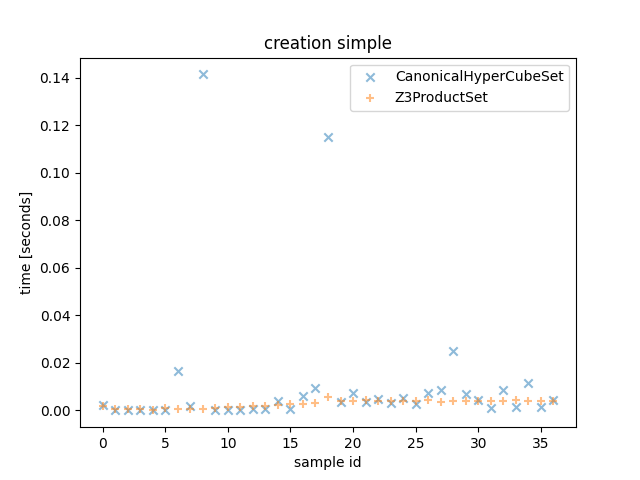 creation simple
CanonicalHyperCubeSet
Z3ProductSet
time [seconds]
0.14
0.12
0.10
0.08
0.06
0.04
0.02
0.00
0 5 10 15 20 25 30 35
sample id